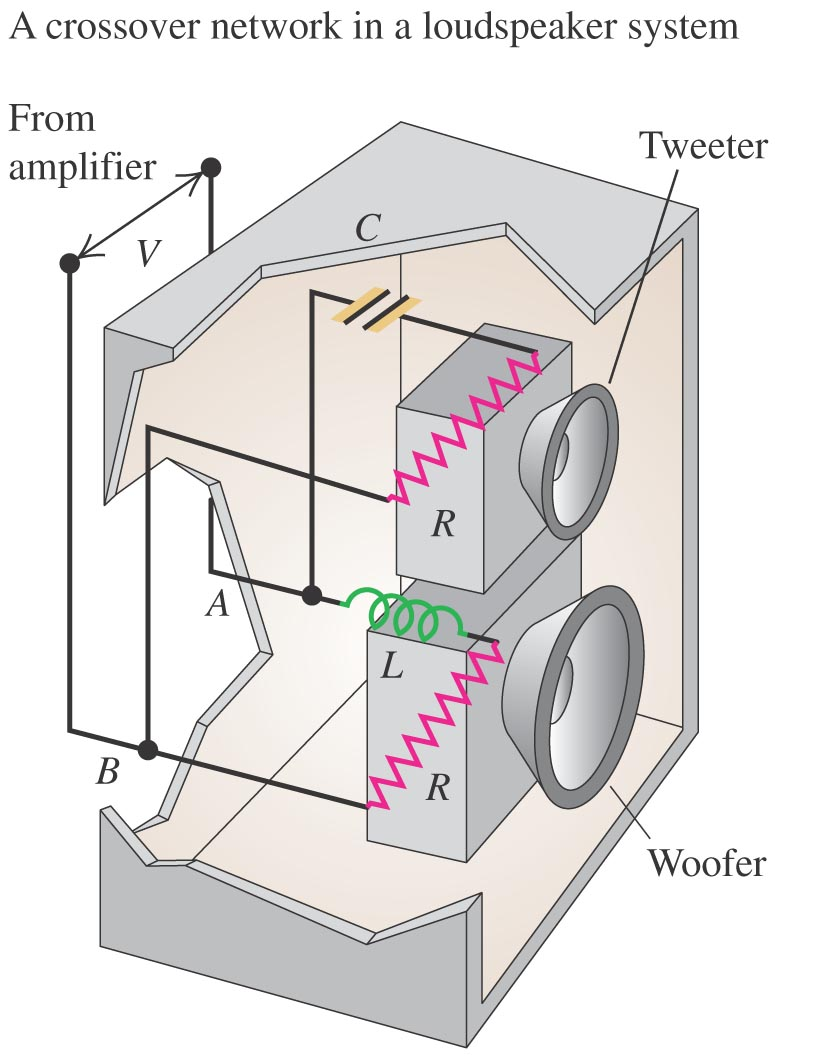 A crossover network in a loudspeaker system
From
amplifier
Tweeter
V
C
R
A
L
B
R
Woofer